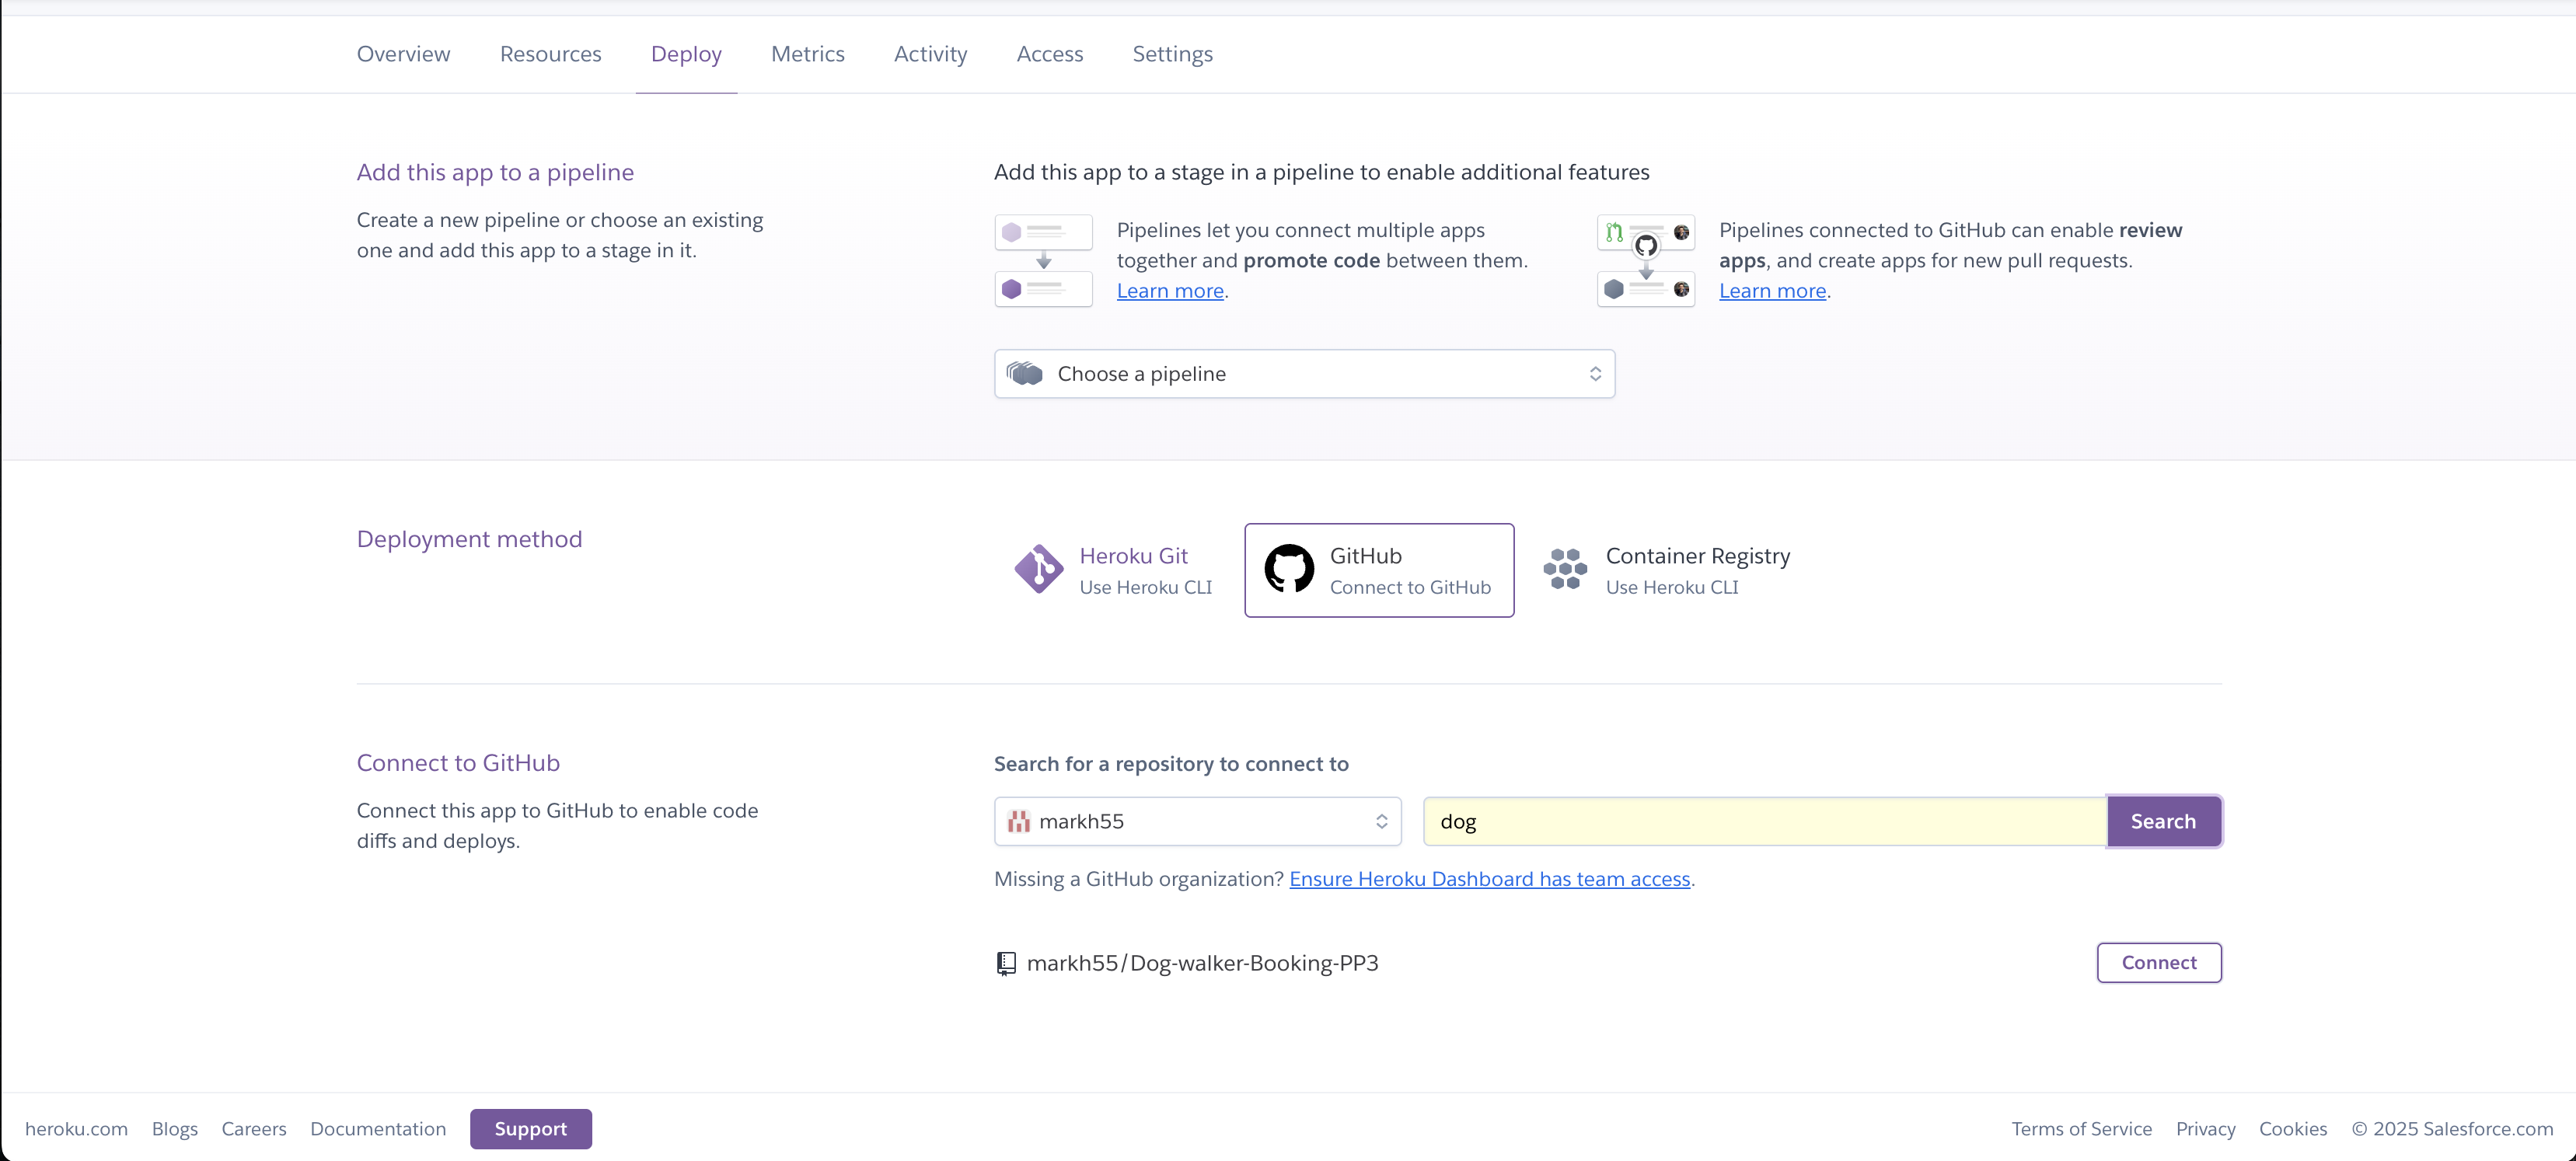 Overview Resources Deploy Metrics Activity Access Settings
Add this app to a pipeline
Create a new pipeline or choose an existing
one and add this app to a stage in it.
Add this app to a stage in a pipeline to enable additional features
Pipelines let you connect multiple apps
together and promote code between them.
Learn more.
Pipelines connected to GitHub can enable review
apps, and create apps for new pull requests.
Learn more.
Choose a pipeline
Deployment method
Heroku Git
Use Heroku CLI
GitHub
Connect to GitHub
Container Registry
Use Heroku CLI
Connect to GitHub
Connect this app to GitHub to enable code
diffs and deploys.
Search for a repository to connect to
markh55
dog
Search
Missing a GitHub organization? Ensure Heroku Dashboard has team access.
markh55/Dog-walker-Booking-PP3
Connect
heroku.com Blogs Careers Documentation Support
Terms of Service Privacy Cookies © 2025 Salesforce.com